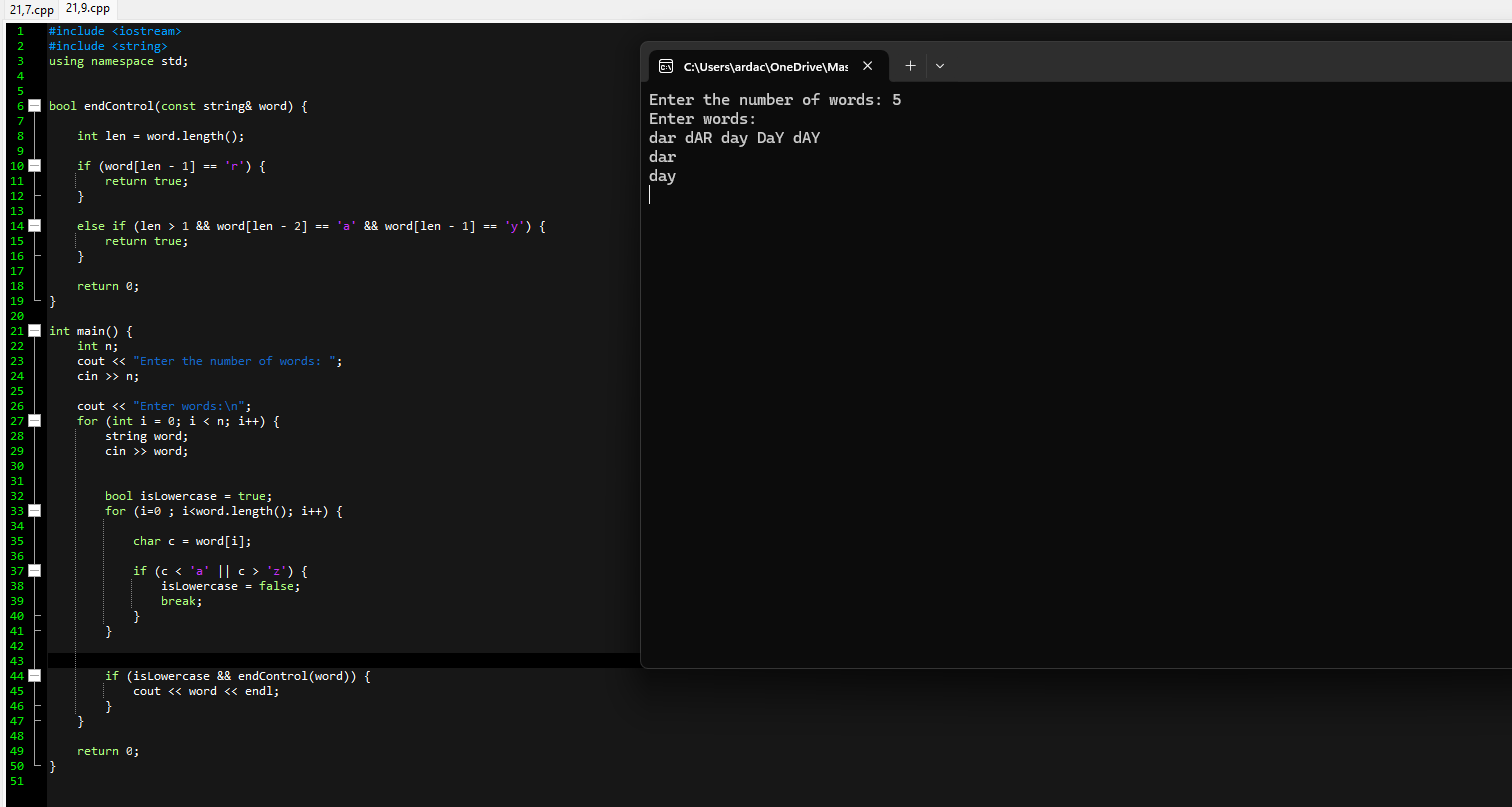 21,7.cpp 21,9.cpp
1 #include <iostream>
2 #include <string>
3 using namespace std;
4
5
6 bool endControl(const string& word) {
7
8 int len = word.length();
9
10 if (word[len - 1] == 'r') {
11 return true;
12 }
13
14 else if (len > 1 && word[len - 2] == 'a' && word[len - 1] == 'y') {
15 return true;
16 }
17
18 return 0;
19 }
20
21 int main() {
22 int n;
23 cout << "Enter the number of words: ";
24 cin >> n;
25
26 cout << "Enter words:\n";
27 for (int i = 0; i < n; i++) {
28 string word;
29 cin >> word;
30
31
32 bool isLowercase = true;
33 for (i=0 ; i<word.length(); i++) {
34
35 char c = word[i];
36
37 if (c < 'a' || c > 'z') {
38 isLowercase = false;
39 break;
40 }
41 }
42
43
44 if (isLowercase && endControl(word)) {
45 cout << word << endl;
46 }
47 }
48
49 return 0;
50 }
51
C:\Users\ardac\OneDrive\Mas
Enter the number of words: 5
Enter words:
dar dAR day DaY dAY
dar
day